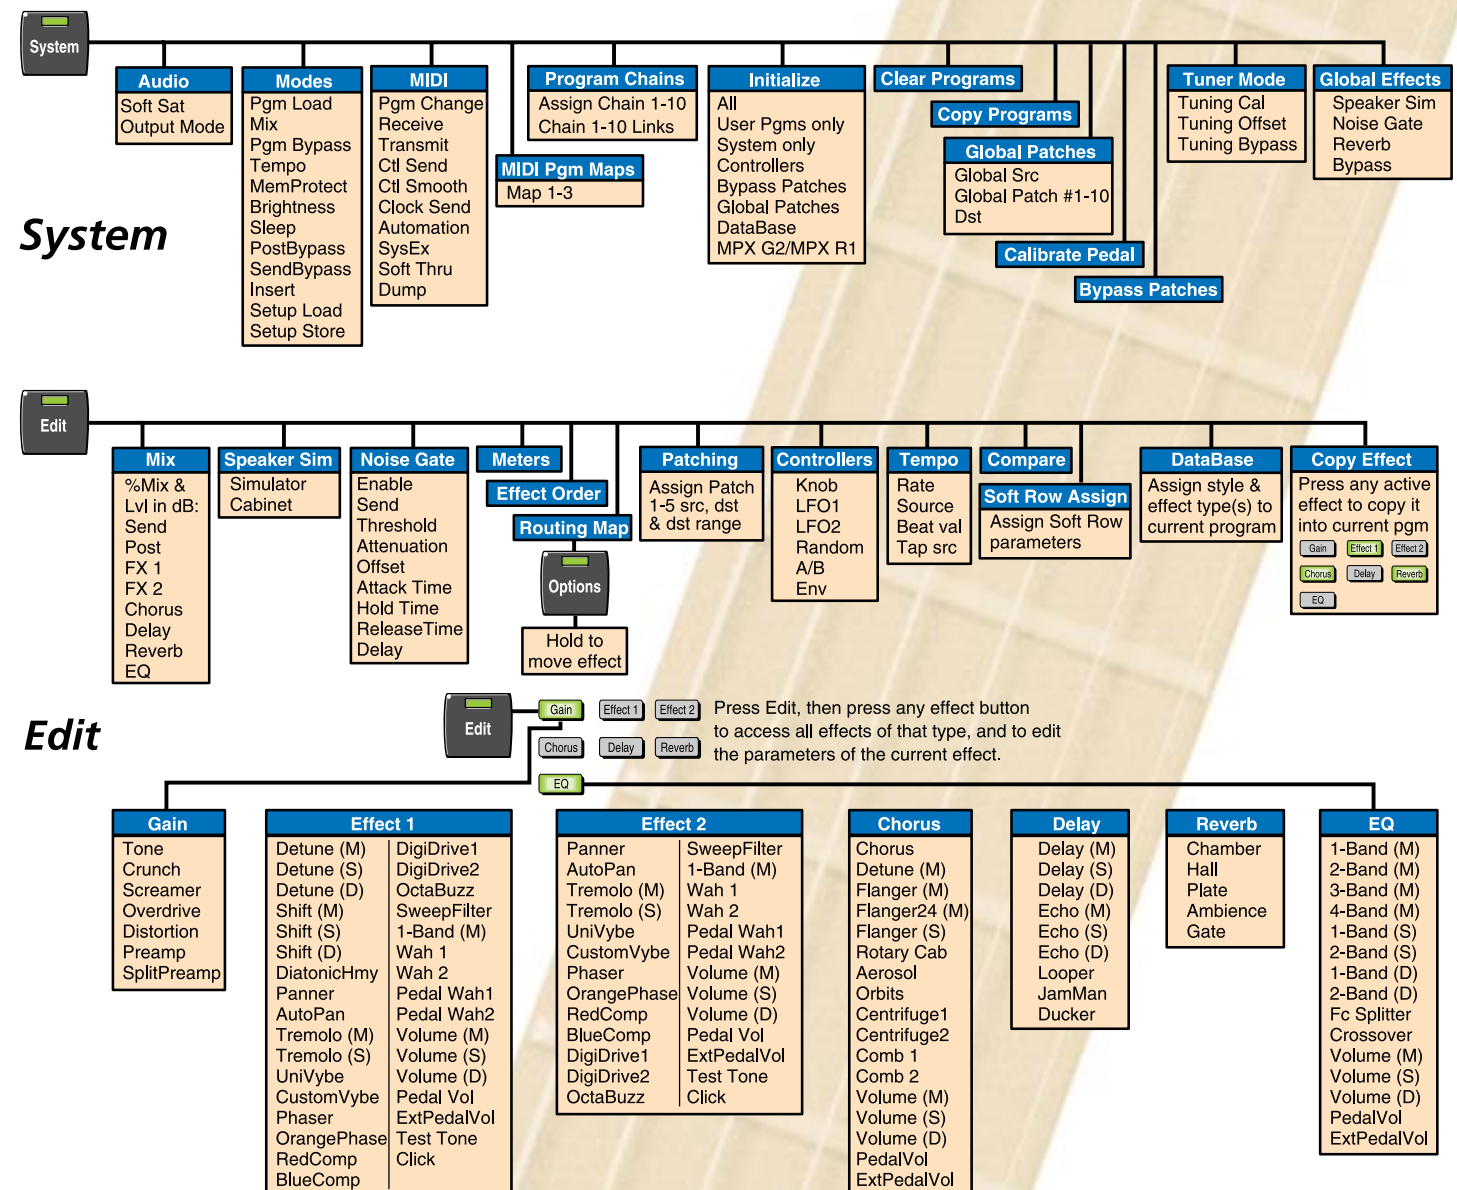 System
Audio
Soft Sat
Output Mode
Modes
Pgm Load
Mix
Pgm Bypass
Tempo
MemProtect
Brightness
Sleep
PostBypass
SendBypass
Insert
Setup Load
Setup Store
MIDI
Pgm Change
Receive
Transmit
Ctl Send
Ctl Smooth
Clock Send
Automation
SysEx
Soft Thru
Dump
MIDI Pgm Maps
Map 1-3
Program Chains
Assign Chain 1-10
Chain 1-10 Links
Initialize
All
User Pgms only
System only
Controllers
Bypass Patches
Global Patches
DataBase
MPX G2/MPX R1
Clear Programs
Copy Programs
Global Patches
Global Src
Global Patch #1-10
Dst
Calibrate Pedal
Bypass Patches
Tuner Mode
Tuning Cal
Tuning Offset
Tuning Bypass
Global Effects
Speaker Sim
Noise Gate
Reverb
Bypass
System
Edit
Mix
%Mix &
Lvl in dB:
Send
Post
FX 1
FX 2
Chorus
Delay
Reverb
EQ
Speaker Sim
Simulator
Cabinet
Noise Gate
Enable
Send
Threshold
Attenuation
Offset
Attack Time
Hold Time
ReleaseTime
Delay
Meters
Effect Order
Routing Map
Options
Hold to
move effect
Patching
Assign Patch
1-5 src, dst
& dst range
Controllers
Knob
LFO1
LFO2
Random
A/B
Env
Tempo
Rate
Source
Beat val
Tap src
Compare
Soft Row Assign
Assign Soft Row
parameters
DataBase
Assign style &
effect type(s) to
current program
Copy Effect
Press any active
effect to copy it
into current pgm
Gain Effect 1 Effect 2
Chorus Delay Reverb
EQ
Edit
Edit
Gain Effect 1 Effect 2
Chorus Delay Reverb
EQ
Press Edit, then press any effect button
to access all effects of that type, and to edit
the parameters of the current effect.
Gain
Tone
Crunch
Screamer
Overdrive
Distortion
Preamp
SplitPreamp
Effect 1
Detune (M)
Detune (S)
Detune (D)
Shift (M)
Shift (S)
Shift (D)
DiatonicHmy
Panner
AutoPan
Tremolo (M)
Tremolo (S)
UniVybe
CustomVybe
Phaser
OrangePhase
RedComp
BlueComp
DigiDrive1
DigiDrive2
OctaBuzz
SweepFilter
1-Band (M)
Wah 1
Wah 2
Pedal Wah1
Pedal Wah2
Volume (M)
Volume (S)
Volume (D)
Pedal Vol
ExtPedalVol
Test Tone
Click
Effect 2
Panner
AutoPan
Tremolo (M)
Tremolo (S)
UniVybe
CustomVybe
Phaser
OrangePhase
RedComp
BlueComp
DigiDrive1
DigiDrive2
OctaBuzz
SweepFilter
1-Band (M)
Wah 1
Wah 2
Pedal Wah1
Pedal Wah2
Volume (M)
Volume (S)
Volume (D)
Pedal Vol
ExtPedalVol
Test Tone
Click
Chorus
Chorus
Detune (M)
Flanger (M)
Flanger24 (M)
Flanger (S)
Rotary Cab
Aerosol
Orbits
Centrifuge1
Centrifuge2
Comb 1
Comb 2
Volume (M)
Volume (S)
Volume (D)
PedalVol
ExtPedalVol
Delay
Delay (M)
Delay (S)
Delay (D)
Echo (M)
Echo (S)
Echo (D)
Looper
JamMan
Ducker
Reverb
Chamber
Hall
Plate
Ambience
Gate
EQ
1-Band (M)
2-Band (M)
3-Band (M)
4-Band (M)
1-Band (S)
2-Band (S)
1-Band (D)
2-Band (D)
Fc Splitter
Crossover
Volume (M)
Volume (S)
Volume (D)
PedalVol
ExtPedalVol